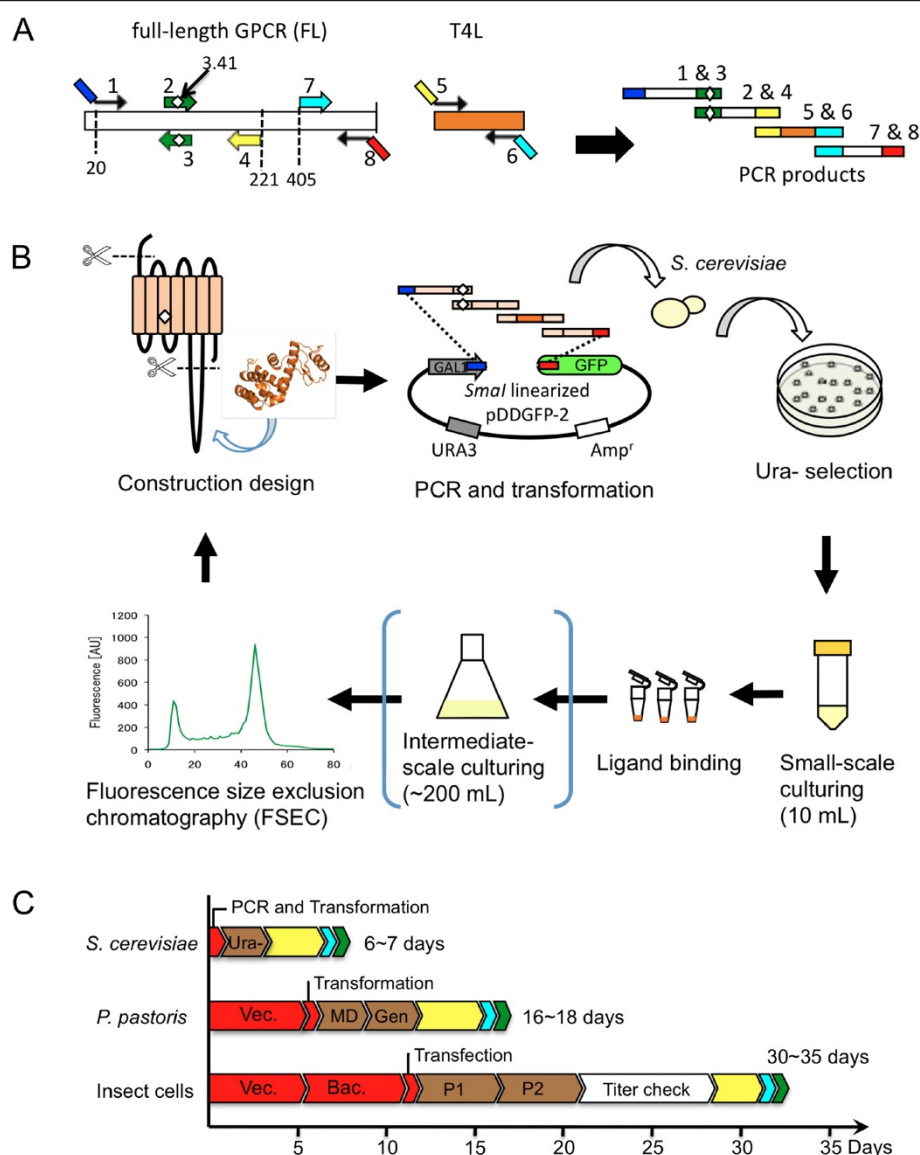 A
full-length GPCR (FL)
T4L
3.41
1
2
7
5
1 & 3
2 & 4
5 & 6
7 & 8
3
4
8
6
20
221
405
PCR products
B
S. cerevisiae
GAL1
GFP
SmaI linearized
pDDGFP-2
URA3
Ampr
Construction design
PCR and transformation
Ura- selection
1200
1000
800
600
400
200
0
Fluorescence [AU]
0
20
40
60
80
Fluorescence size exclusion
chromatography (FSEC)
Intermediate-
scale culturing
(~200 mL)
Ligand binding
Small-scale
culturing
(10 mL)
C
PCR and Transformation
S. cerevisiae
Ura-
6~7 days
Transformation
P. pastoris
Vec.
MD
Gen
16~18 days
Transfection
30~35 days
Insect cells
Vec.
Bac.
P1
P2
Titer check
5
10
15
20
25
30
35
Days